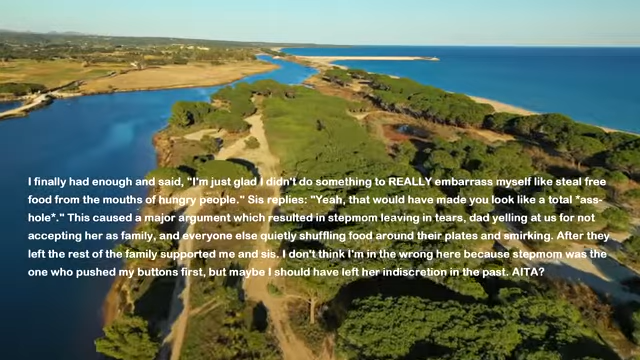 I finally had enough and said, "I'm just glad I didn't do something to REALLY embarrass myself like steal free
food from the mouths of hungry people." Sis replies: "Yeah, that would have made you look like a total *ass-
hole*." This caused a major argument which resulted in stepmom leaving in tears, dad yelling at us for not
accepting her as family, and everyone else quietly shuffling food around their plates and smirking. After they
left the rest of the family supported me and sis. I don't think I'm in the wrong here because stepmom was the
one who pushed my buttons first, but maybe I should have left her indiscretion in the past. AITA?